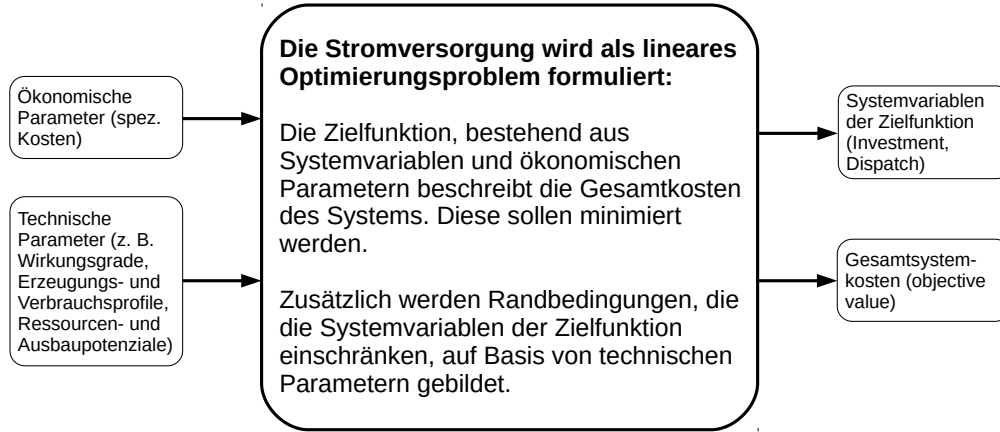 Ökonomische
Parameter (spez.
Kosten)
Technische
Parameter (z. B.
Wirkungsgrade,
Erzeugungs- und
Verbrauchsprofile,
Ressourcen- und
Ausbaupotenziale)
Die Stromversorgung wird als lineares
Optimierungsproblem formuliert:
Die Zielfunktion, bestehend aus
Systemvariablen und ökonomischen
Parametern beschreibt die Gesamtkosten
des Systems. Diese sollen minimiert
werden.
Zusätzlich werden Randbedingungen, die
die Systemvariablen der Zielfunktion
einschränken, auf Basis von technischen
Parametern gebildet.
Systemvariablen
der Zielfunktion
(Investment,
Dispatch)
Gesamtsystem-
kosten (objective
value)